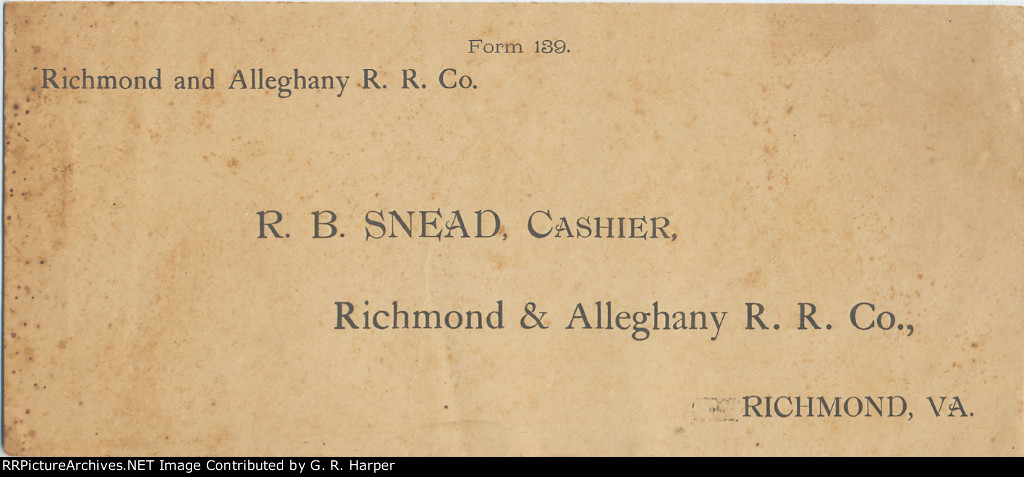 Form 139.
Richmond and Alleghany R. R. Co.
R. B. SNEAD, CASHIER,
Richmond & Alleghany R. R. Co.,
RICHMOND, VA.
RRPictureArchives.NET Image Contributed by G. R. Harper